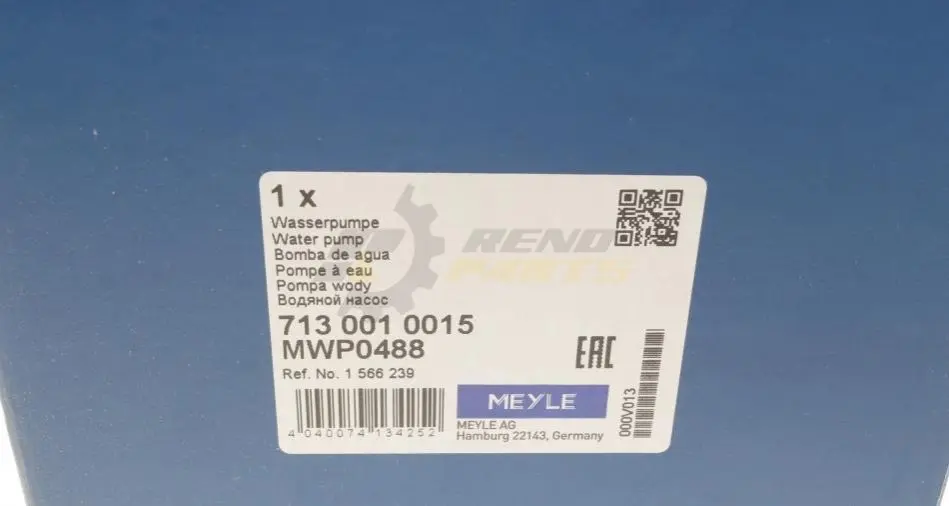 1 x
Wasserpumpe
Water pump
Bomba de agua
Pompe à eau
Pompa wody
Водяной насос
REND
PARTS
713 001 0015
MWP0488
Ref. No. 1 566 239
EAC
4 040074 134252
MEYLE
MEYLE AG
Hamburg 22143, Germany
000V013